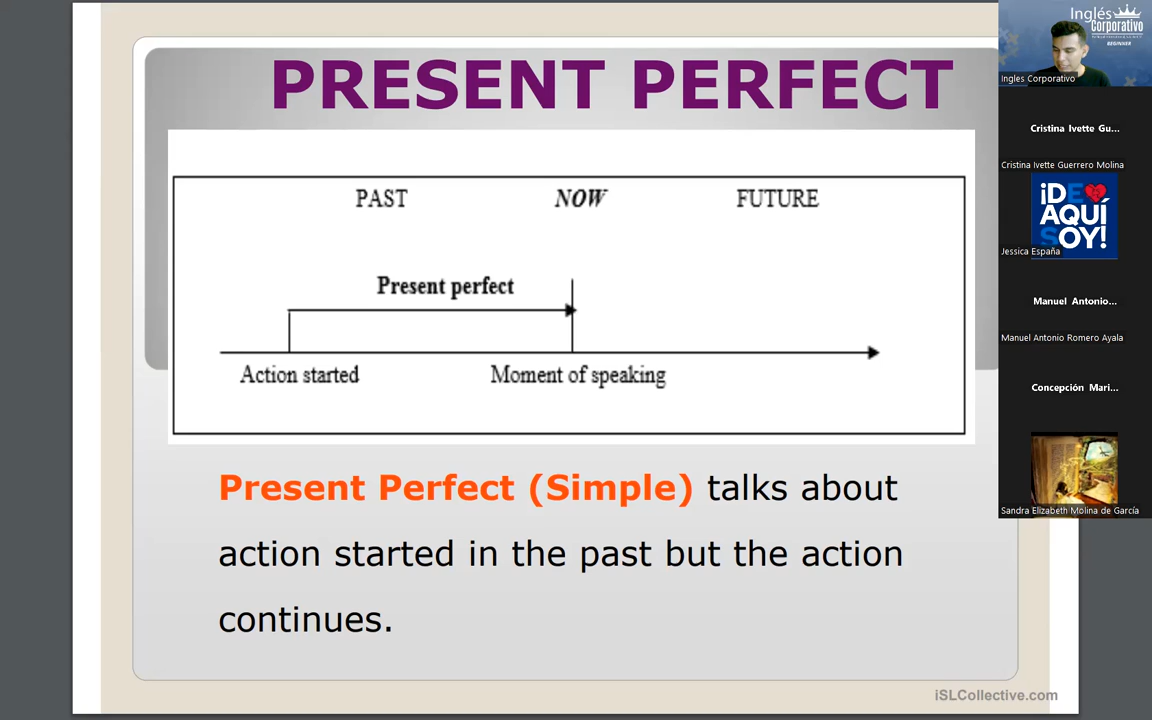 PRESENT PERFECT
PAST NOW FUTURE
Present perfect
Action started Moment of speaking
Present Perfect (Simple) talks about
action started in the past but the action
continues.
iSLCollective.com
Inglés
Corporativo
BEGINNER
Ingles Corporativo
Cristina Ivette Gu...
Cristina Ivette Guerrero Molina
¡DE
AQUÍ
SOY!
Jessica España
Manuel Antonio...
Manuel Antonio Romero Ayala
Concepción Mari...
Sandra Elizabeth Molina de García